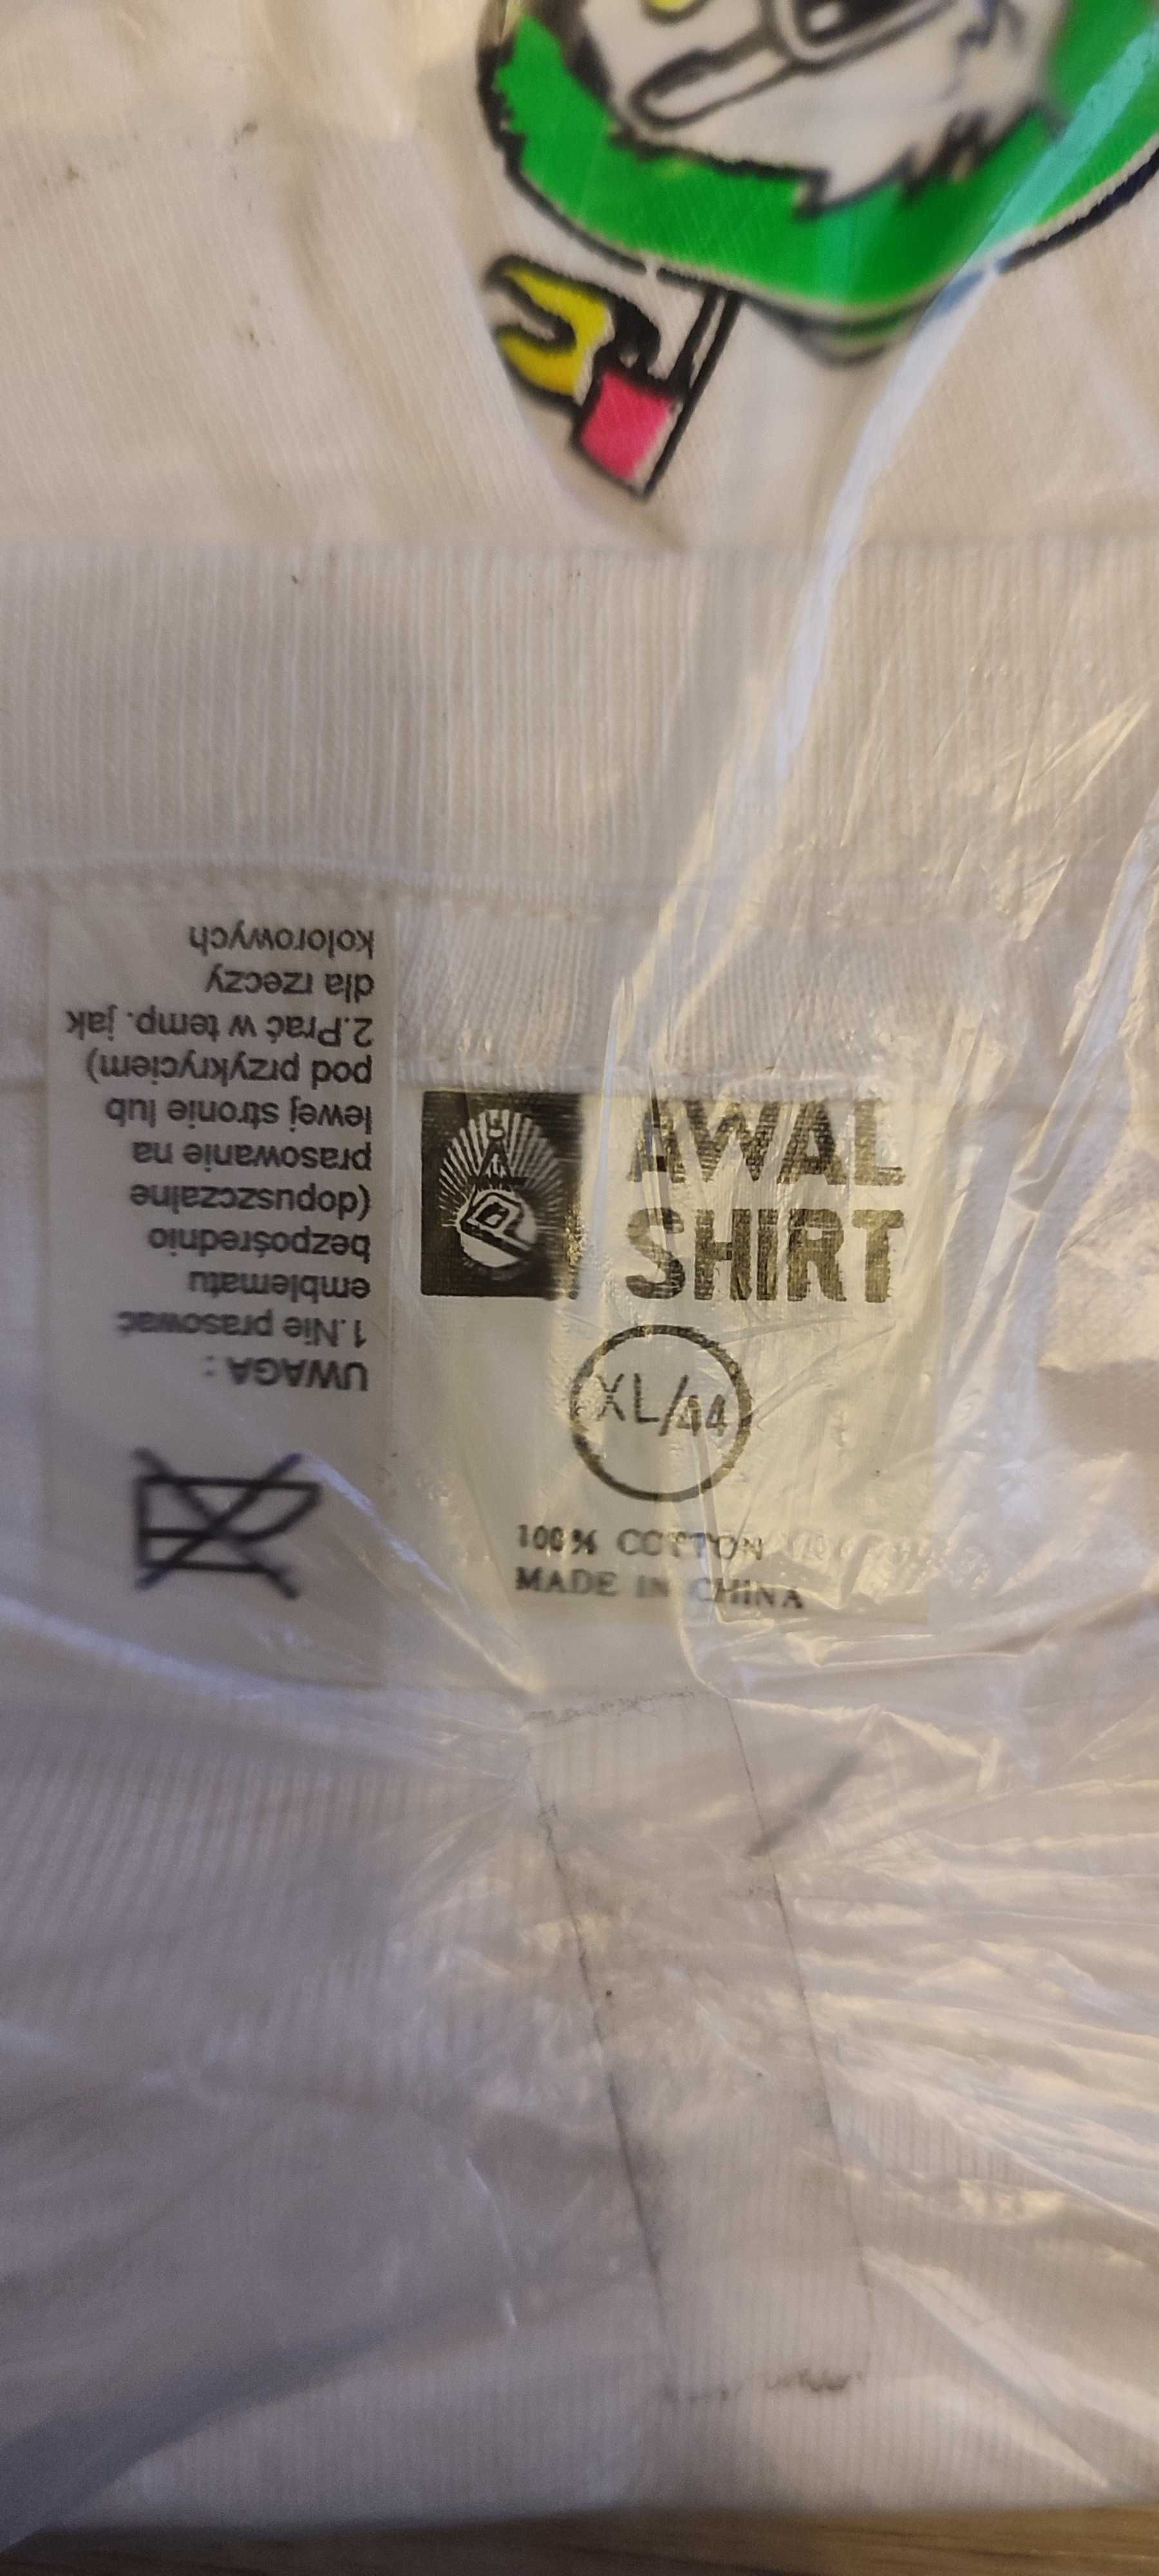 AWAL
SHIRT
XL/44
100% COTTON
MADE IN CHINA
UWAGA :
1.Nie prasować
emblematu
bezpośrednio
(dopuszczalne
prasowanie na
lewej stronie lub
pod przykryciem)
2.Prać w temp. jak
dla rzeczy
kolorowych